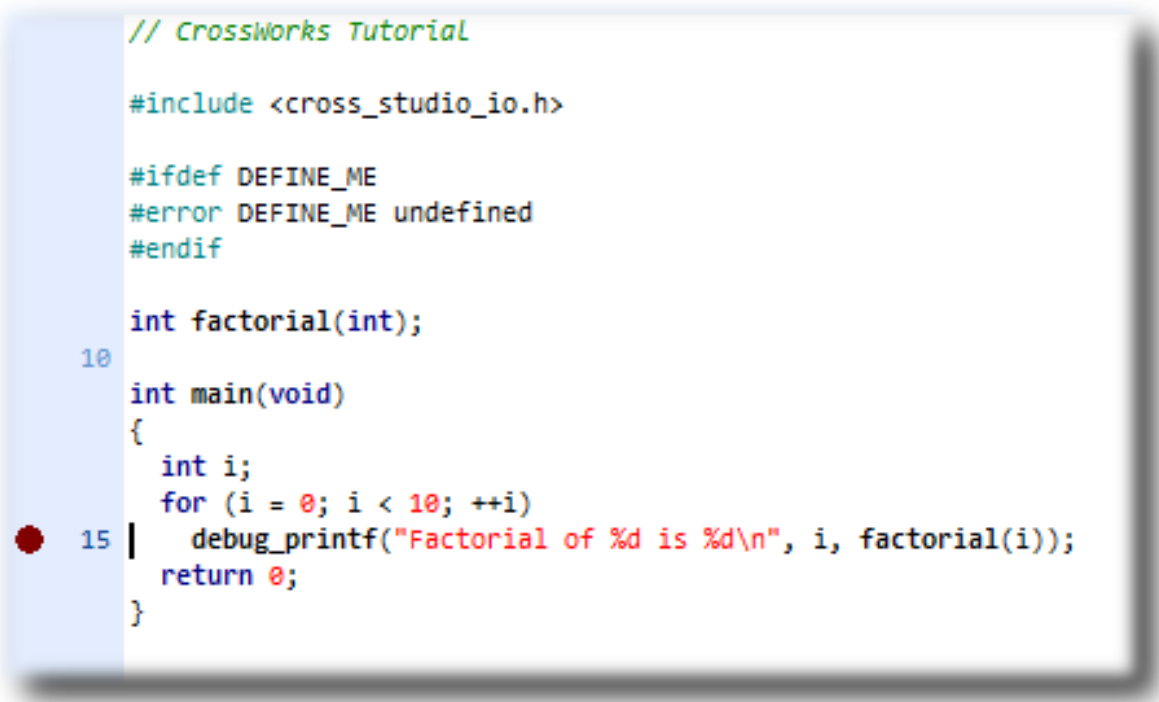 // CrossWorks Tutorial
#include <cross_studio_io.h>
#ifdef DEFINE_ME
#error DEFINE_ME undefined
#endif
int factorial(int);
10
int main(void)
{
  int i;
  for (i = 0; i < 10; ++i)
15    debug_printf("Factorial of %d is %d\n", i, factorial(i));
  return 0;
}